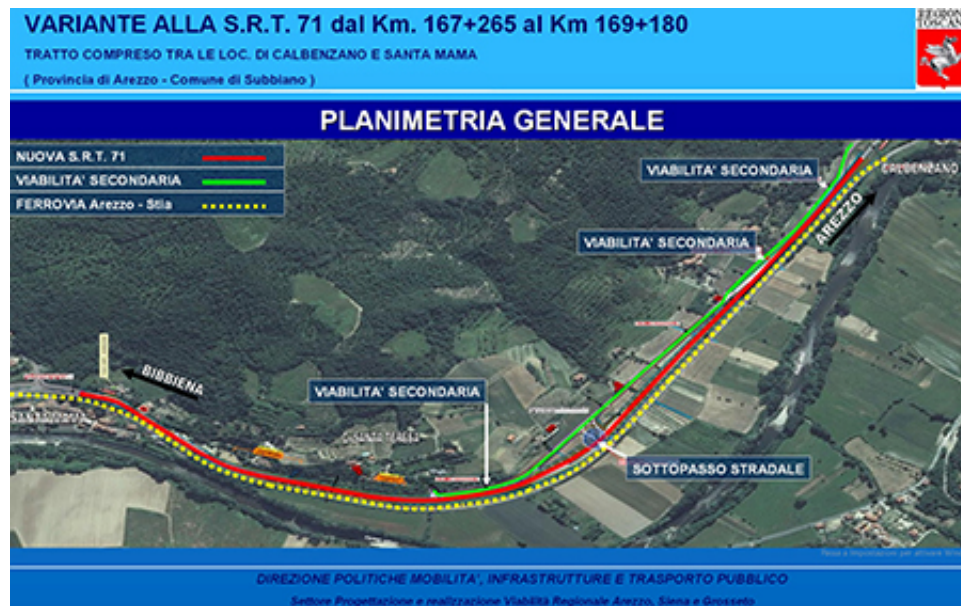 VARIANTE ALLA S.R.T. 71 dal Km. 167+265 al Km 169+180
TRATTO COMPRESO TRA LE LOC. DI CALBENZANO E SANTA MAMA
( Provincia di Arezzo - Comune di Subbiano )
REGIONE
TOSCANA
PLANIMETRIA GENERALE
NUOVA S.R.T. 71
VIABILITA' SECONDARIA
FERROVIA Arezzo - Stia
VIABILITA' SECONDARIA
CALBENZANO
AREZZO
VIABILITA' SECONDARIA
BIBBIENA
VIABILITA' SECONDARIA
SOTTOPASSO STRADALE
DIREZIONE POLITICHE MOBILITA', INFRASTRUTTURE E TRASPORTO PUBBLICO
Settore Progettazione e realizzazione Viabilità Regionale Arezzo, Siena e Grosseto